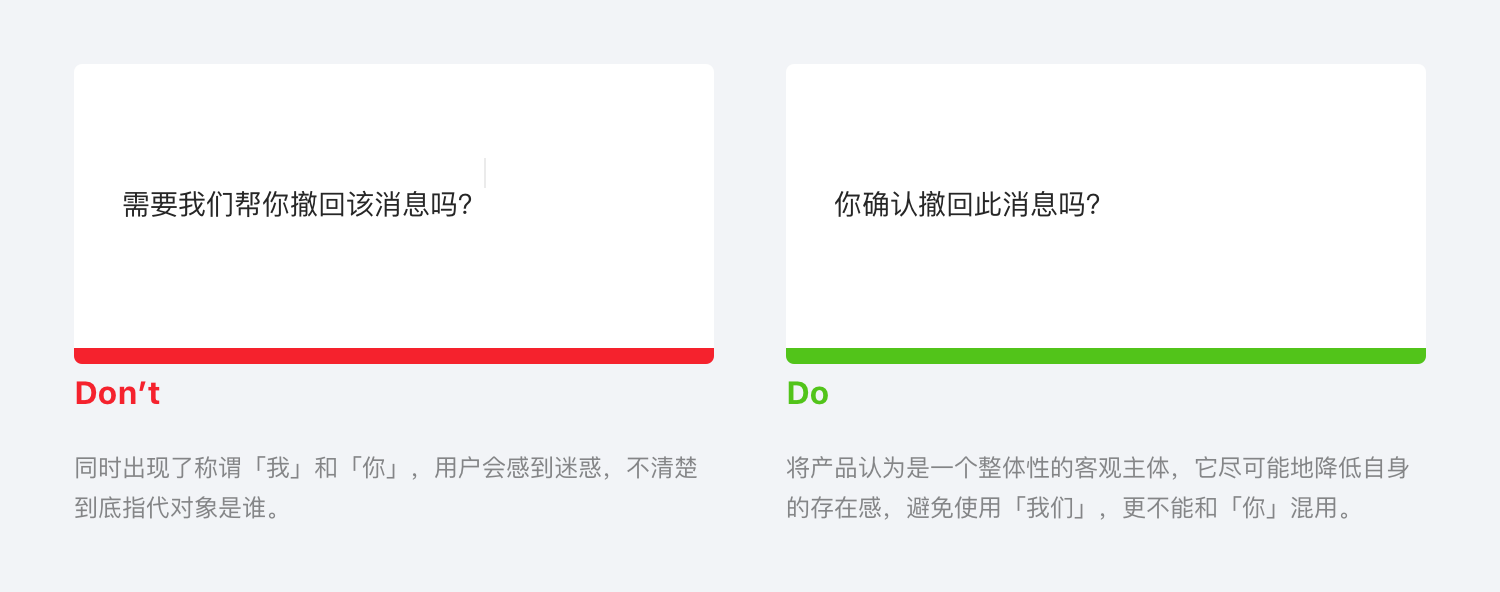 需要我们帮你撤回该消息吗?
Don’t
同时出现了称谓「我」和「你」，用户会感到迷惑，不清楚
到底指代对象是谁。
你确认撤回此消息吗?
Do
将产品认为是一个整体性的客观主体，它尽可能地降低自身
的存在感，避免使用「我们」，更不能和「你」混用。